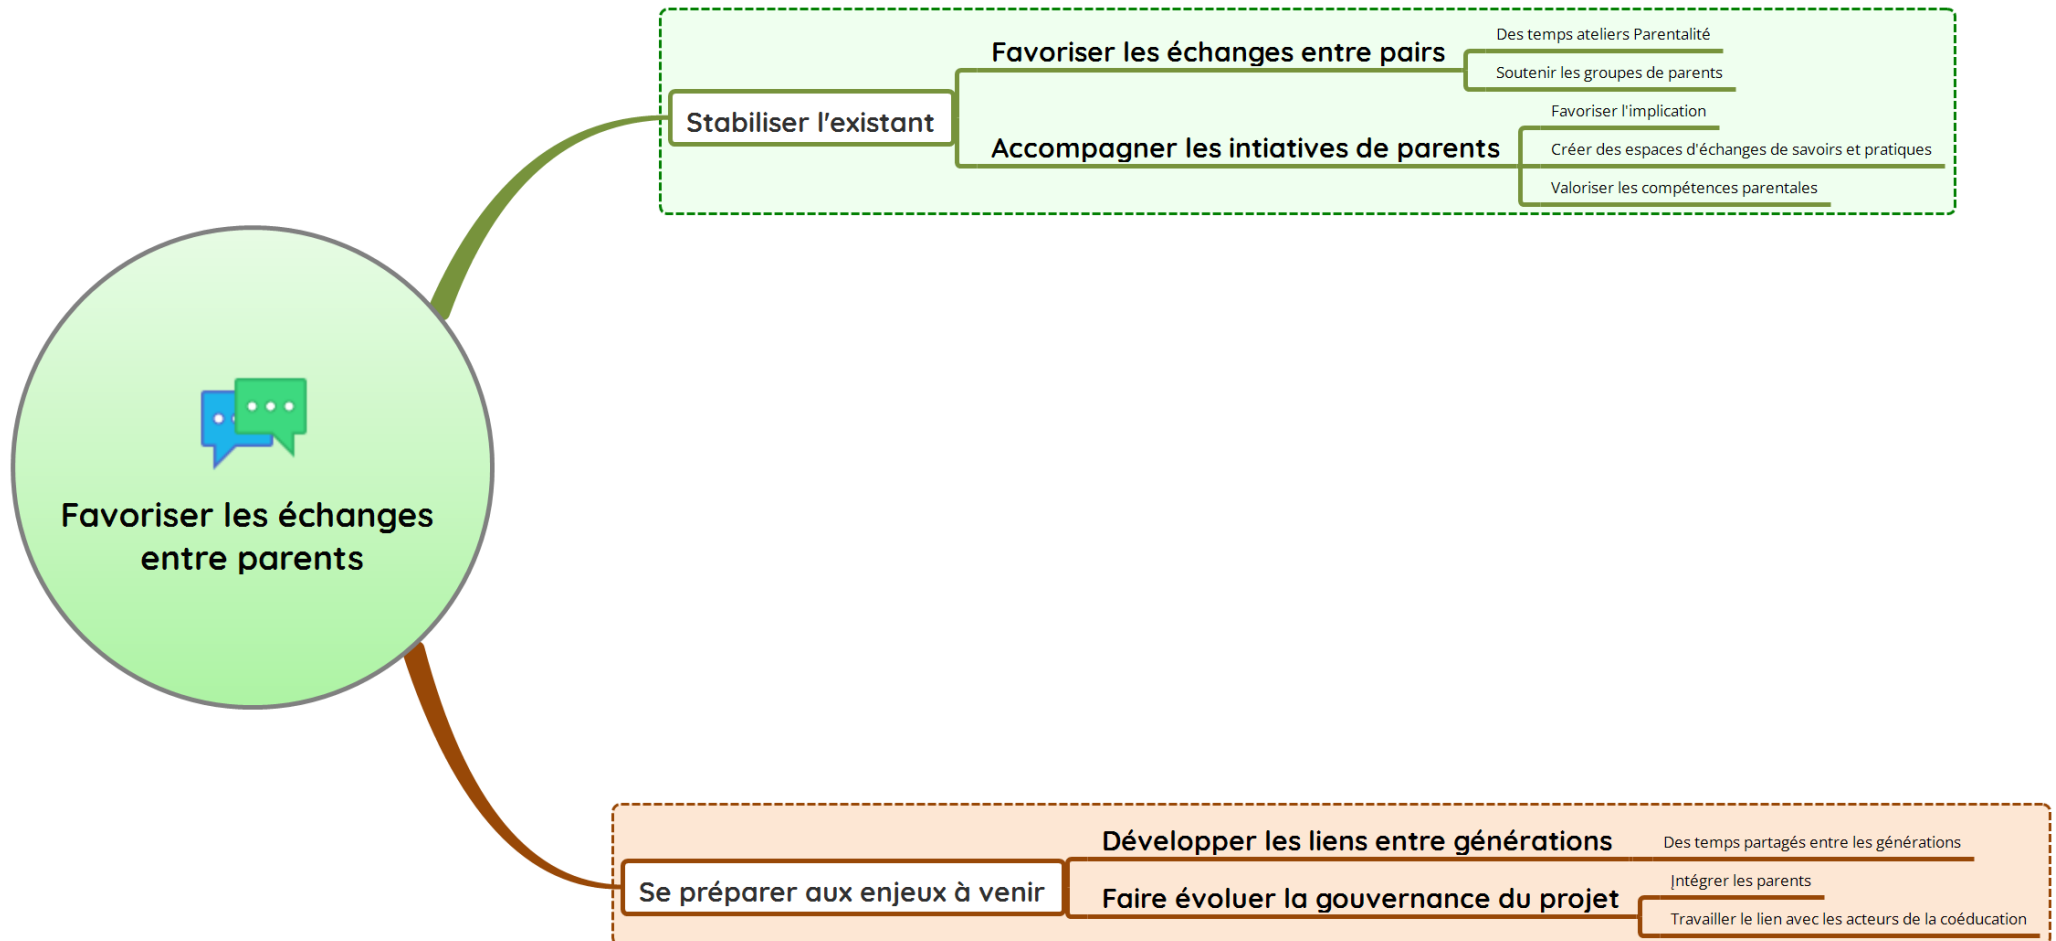 Favoriser les échanges
entre parents
Stabiliser l'existant
Favoriser les échanges entre pairs
Des temps ateliers Parentalité
Soutenir les groupes de parents
Accompagner les intiatives de parents
Favoriser l'implication
Créer des espaces d'échanges de savoirs et pratiques
Valoriser les compétences parentales
Se préparer aux enjeux à venir
Développer les liens entre générations
Des temps partagés entre les générations
Faire évoluer la gouvernance du projet
Intégrer les parents
Travailler le lien avec les acteurs de la coéducation